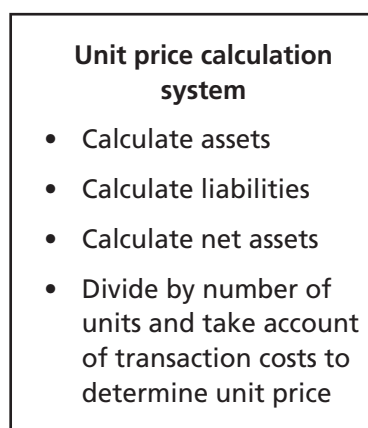 Unit price calculation
system
• Calculate assets
• Calculate liabilities
• Calculate net assets
• Divide by number of
units and take account
of transaction costs to
determine unit price